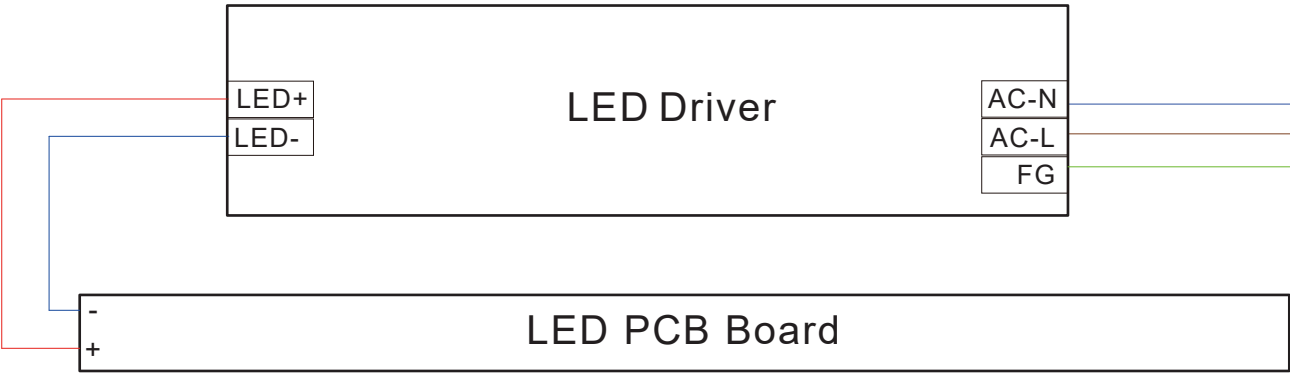 LED+
LED-
LED Driver
AC-N
AC-L
FG
-
+
LED PCB Board